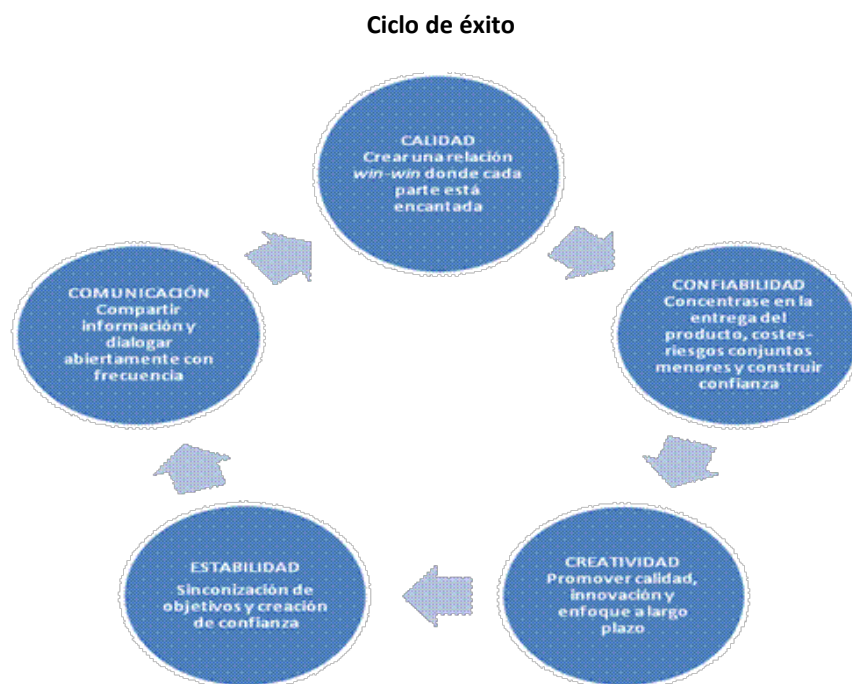 Ciclo de éxito
CALIDAD
Crear una relación
win-win donde cada
parte está
encantada
CONFIABILIDAD
Concentrase en la
entrega del
producto, costes-
riesgos conjuntos
menores y construir
confianza
CREATIVIDAD
Promover calidad,
innovación y
enfoque a largo
plazo
ESTABILIDAD
Sinconización de
objetivos y creación
de confianza
COMUNICACIÓN
Compartir
información y
dialogar
abiertamente con
frecuencia